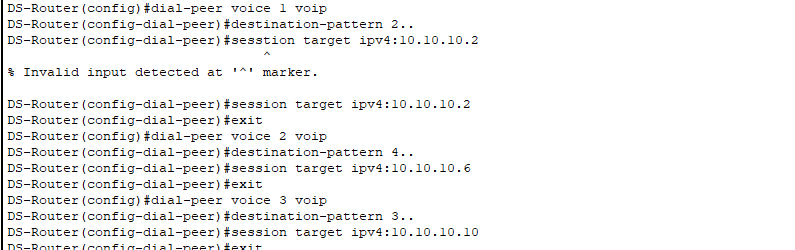 DS-Router(config)#dial-peer voice 1 voip
DS-Router(config-dial-peer)#destination-pattern 2..
DS-Router(config-dial-peer)#sesstion target ipv4:10.10.10.2
^
% Invalid input detected at '^' marker.
DS-Router(config-dial-peer)#session target ipv4:10.10.10.2
DS-Router(config-dial-peer)#exit
DS-Router(config)#dial-peer voice 2 voip
DS-Router(config-dial-peer)#destination-pattern 4..
DS-Router(config-dial-peer)#session target ipv4:10.10.10.6
DS-Router(config-dial-peer)#exit
DS-Router(config)#dial-peer voice 3 voip
DS-Router(config-dial-peer)#destination-pattern 3..
DS-Router(config-dial-peer)#session target ipv4:10.10.10.10
DS-Router(config-dial-peer)#exit